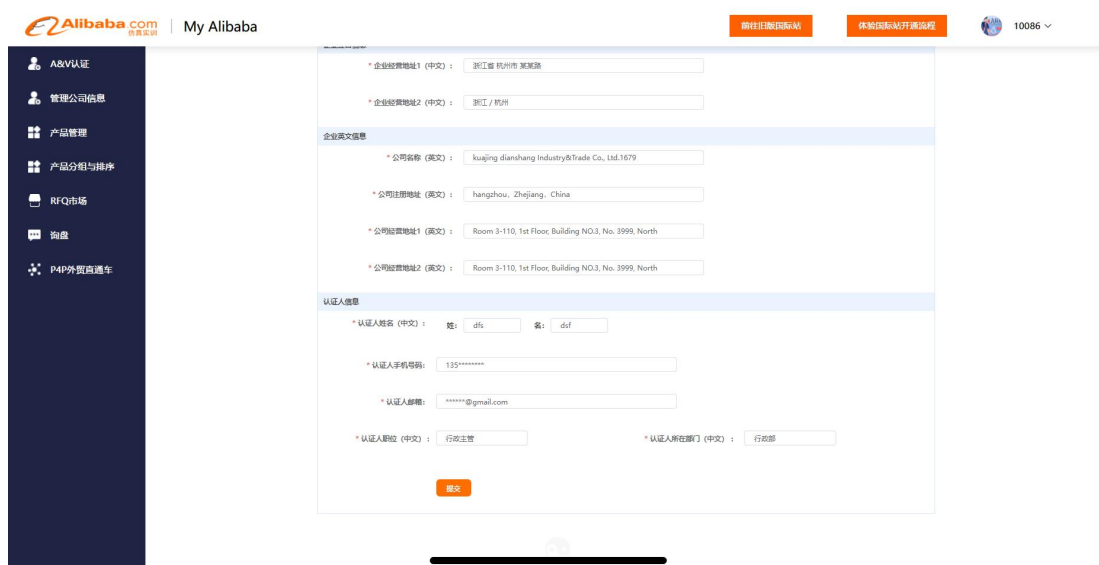 Alibaba.com
仿真实训
My Alibaba
前往旧版国际站
体验国际站开通流程
10086
A&V认证
管理公司信息
产品管理
产品分组与排序
RFQ市场
询盘
P4P外贸直通车
* 企业经营地址1（中文）： 浙江省 杭州市 某某路
* 企业经营地址2（中文）： 浙江 / 杭州
企业英文信息
* 公司名称（英文）： kuajing dianshang Industry&Trade Co., Ltd.1679
* 公司注册地址（英文）： hangzhou，Zhejiang，China
* 公司经营地址1（英文）： Room 3-110, 1st Floor, Building NO.3, No. 3999, North
* 公司经营地址2（英文）： Room 3-110, 1st Floor, Building NO.3, No. 3999, North
认证人信息
* 认证人姓名（中文）： 姓： dfs 名： dsf
* 认证人手机号码： 135********
* 认证人邮箱： ******@gmail.com
* 认证人职位（中文）： 行政主管 * 认证人所在部门（中文）： 行政部
提交